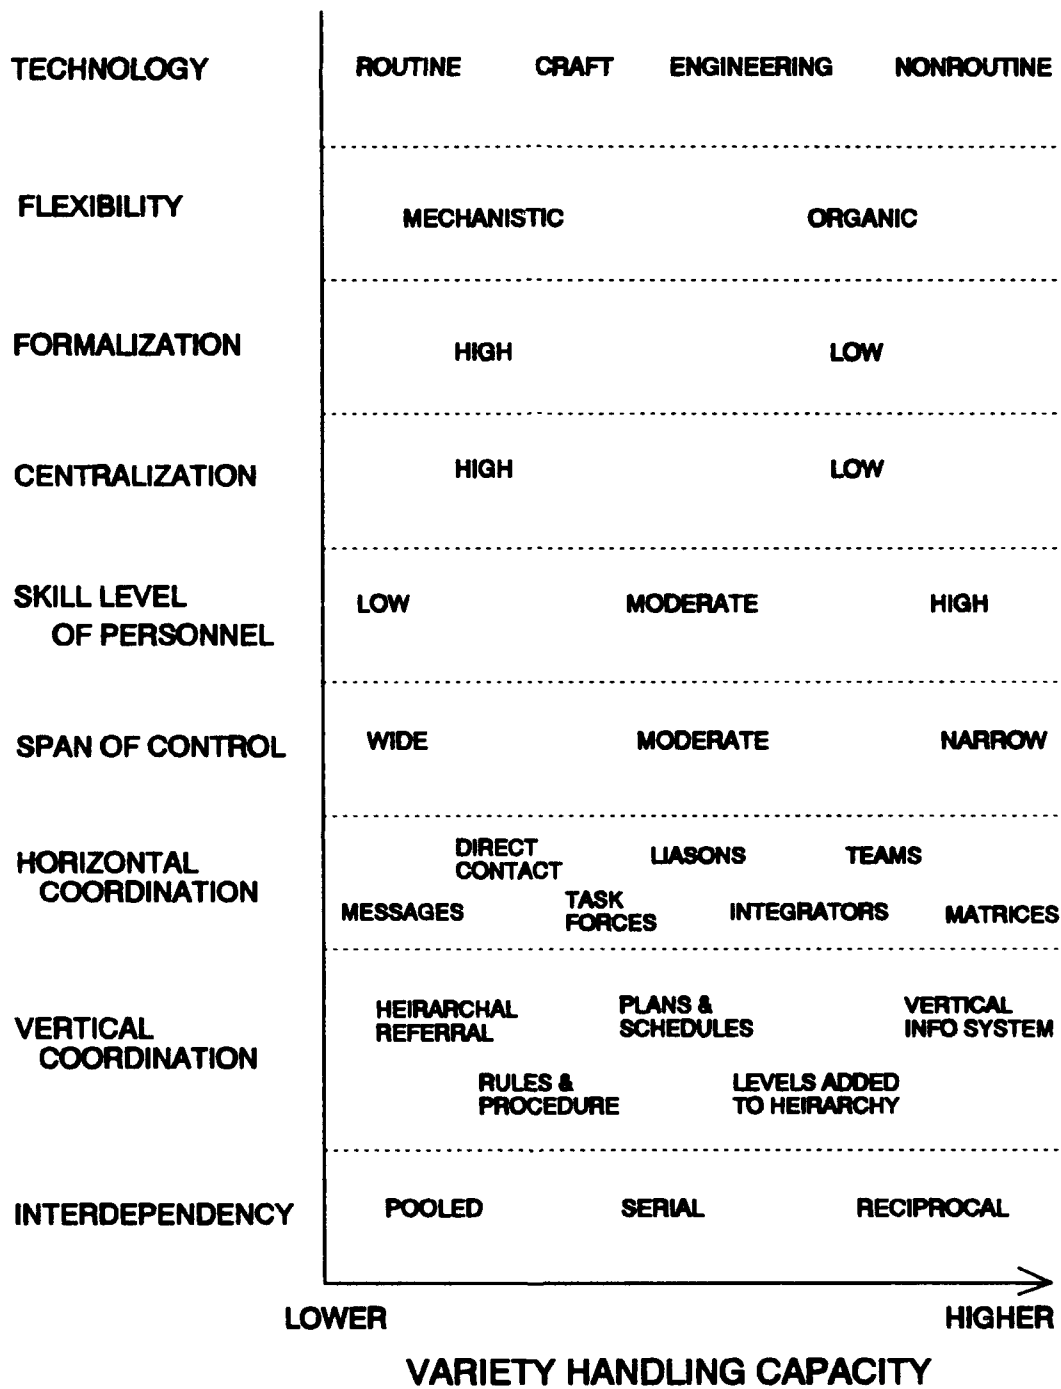 TECHNOLOGY ROUTINE CRAFT ENGINEERING NONROUTINE
FLEXIBILITY MECHANISTIC ORGANIC
FORMALIZATION HIGH LOW
CENTRALIZATION HIGH LOW
SKILL LEVEL
OF PERSONNEL
LOW MODERATE HIGH
SPAN OF CONTROL WIDE MODERATE NARROW
HORIZONTAL
COORDINATION
DIRECT
CONTACT
LIASONS
TEAMS
MESSAGES
TASK
FORCES
INTEGRATORS
MATRICES
VERTICAL
COORDINATION
HEIRARCHAL
REFERRAL
PLANS &
SCHEDULES
VERTICAL
INFO SYSTEM
RULES &
PROCEDURE
LEVELS ADDED
TO HEIRARCHY
INTERDEPENDENCY POOLED SERIAL RECIPROCAL
LOWER HIGHER
VARIETY HANDLING CAPACITY